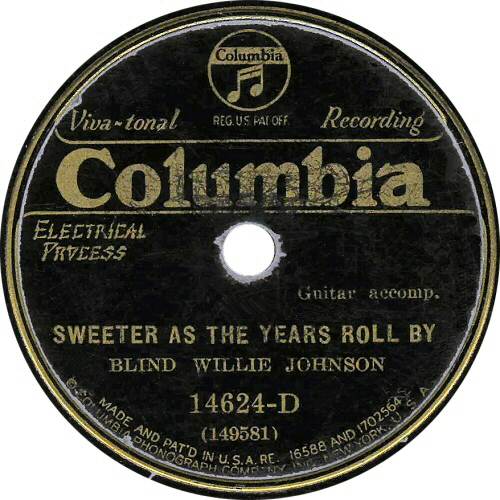 Columbia
REG. U.S. PAT. OFF.
Viva-tonal Recording
Columbia
ELECTRICAL
PROCESS
Guitar accomp.
SWEETER AS THE YEARS ROLL BY
BLIND WILLIE JOHNSON
14624-D
(149581)
MADE AND PAT'D IN U.S.A. RE. 16588 AND 1702564
© COLUMBIA PHONOGRAPH COMPANY, INC. NEW YORK, U.S.A.